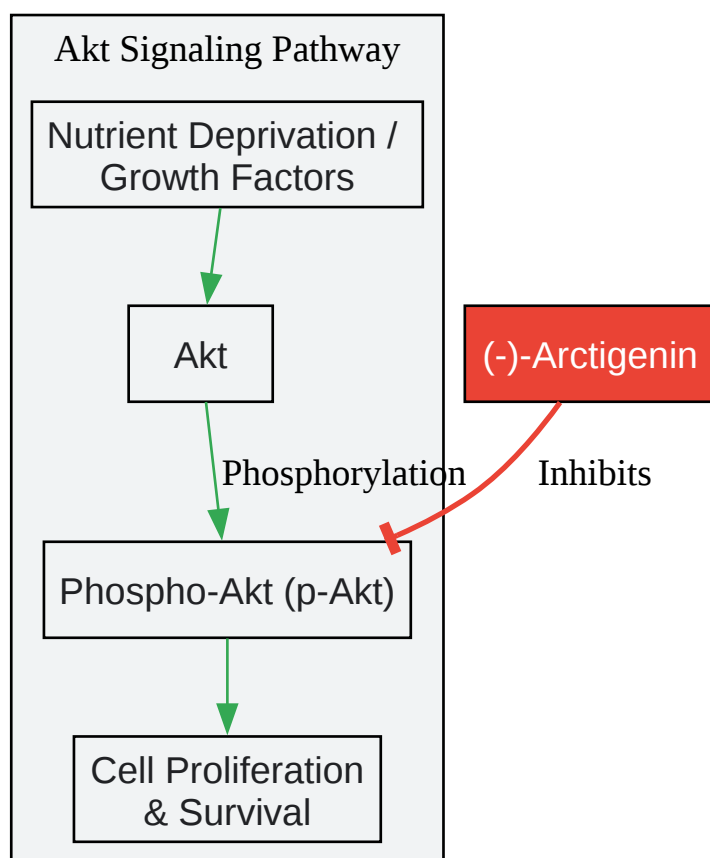 Akt Signaling Pathway
Nutrient Deprivation /
Growth Factors
Akt
(-)-Arctigenin
Phosphorylation
Inhibits
Phospho-Akt (p-Akt)
Cell Proliferation
& Survival